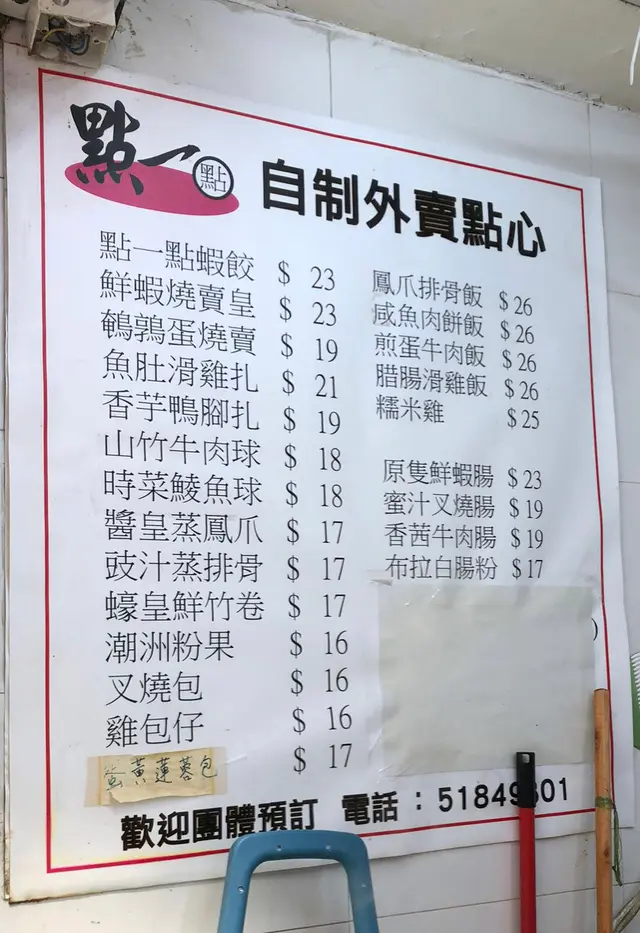 點一點
自制外賣點心
點一點蝦餃 $ 23
鮮蝦燒賣皇 $ 23
鵪鶉蛋燒賣 $ 19
魚肚滑雞扎 $ 21
香芋鴨腳扎 $ 19
山竹牛肉球 $ 18
時菜鯪魚球 $ 18
醬皇蒸鳳爪 $ 17
豉汁蒸排骨 $ 17
蠔皇鮮竹卷 $ 17
潮洲粉果 $ 16
叉燒包 $ 16
雞包仔 $ 16
蛋黃蓮蓉包 $ 17
鳳爪排骨飯 $ 26
咸魚肉餅飯 $ 26
煎蛋牛肉飯 $ 26
腊腸滑雞飯 $ 26
糯米雞 $ 25
原隻鮮蝦腸 $ 23
蜜汁叉燒腸 $ 19
香茜牛肉腸 $ 19
布拉白腸粉 $ 17
歡迎團體預訂 電話：